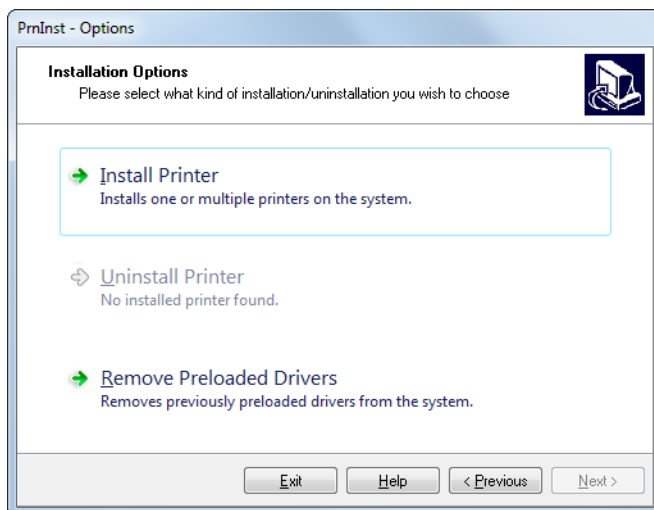 PrnInst - Options
Installation Options
Please select what kind of installation/uninstallation you wish to choose
Install Printer
Installs one or multiple printers on the system.
Uninstall Printer
No installed printer found.
Remove Preloaded Drivers
Removes previously preloaded drivers from the system.
Exit Help < Previous Next >